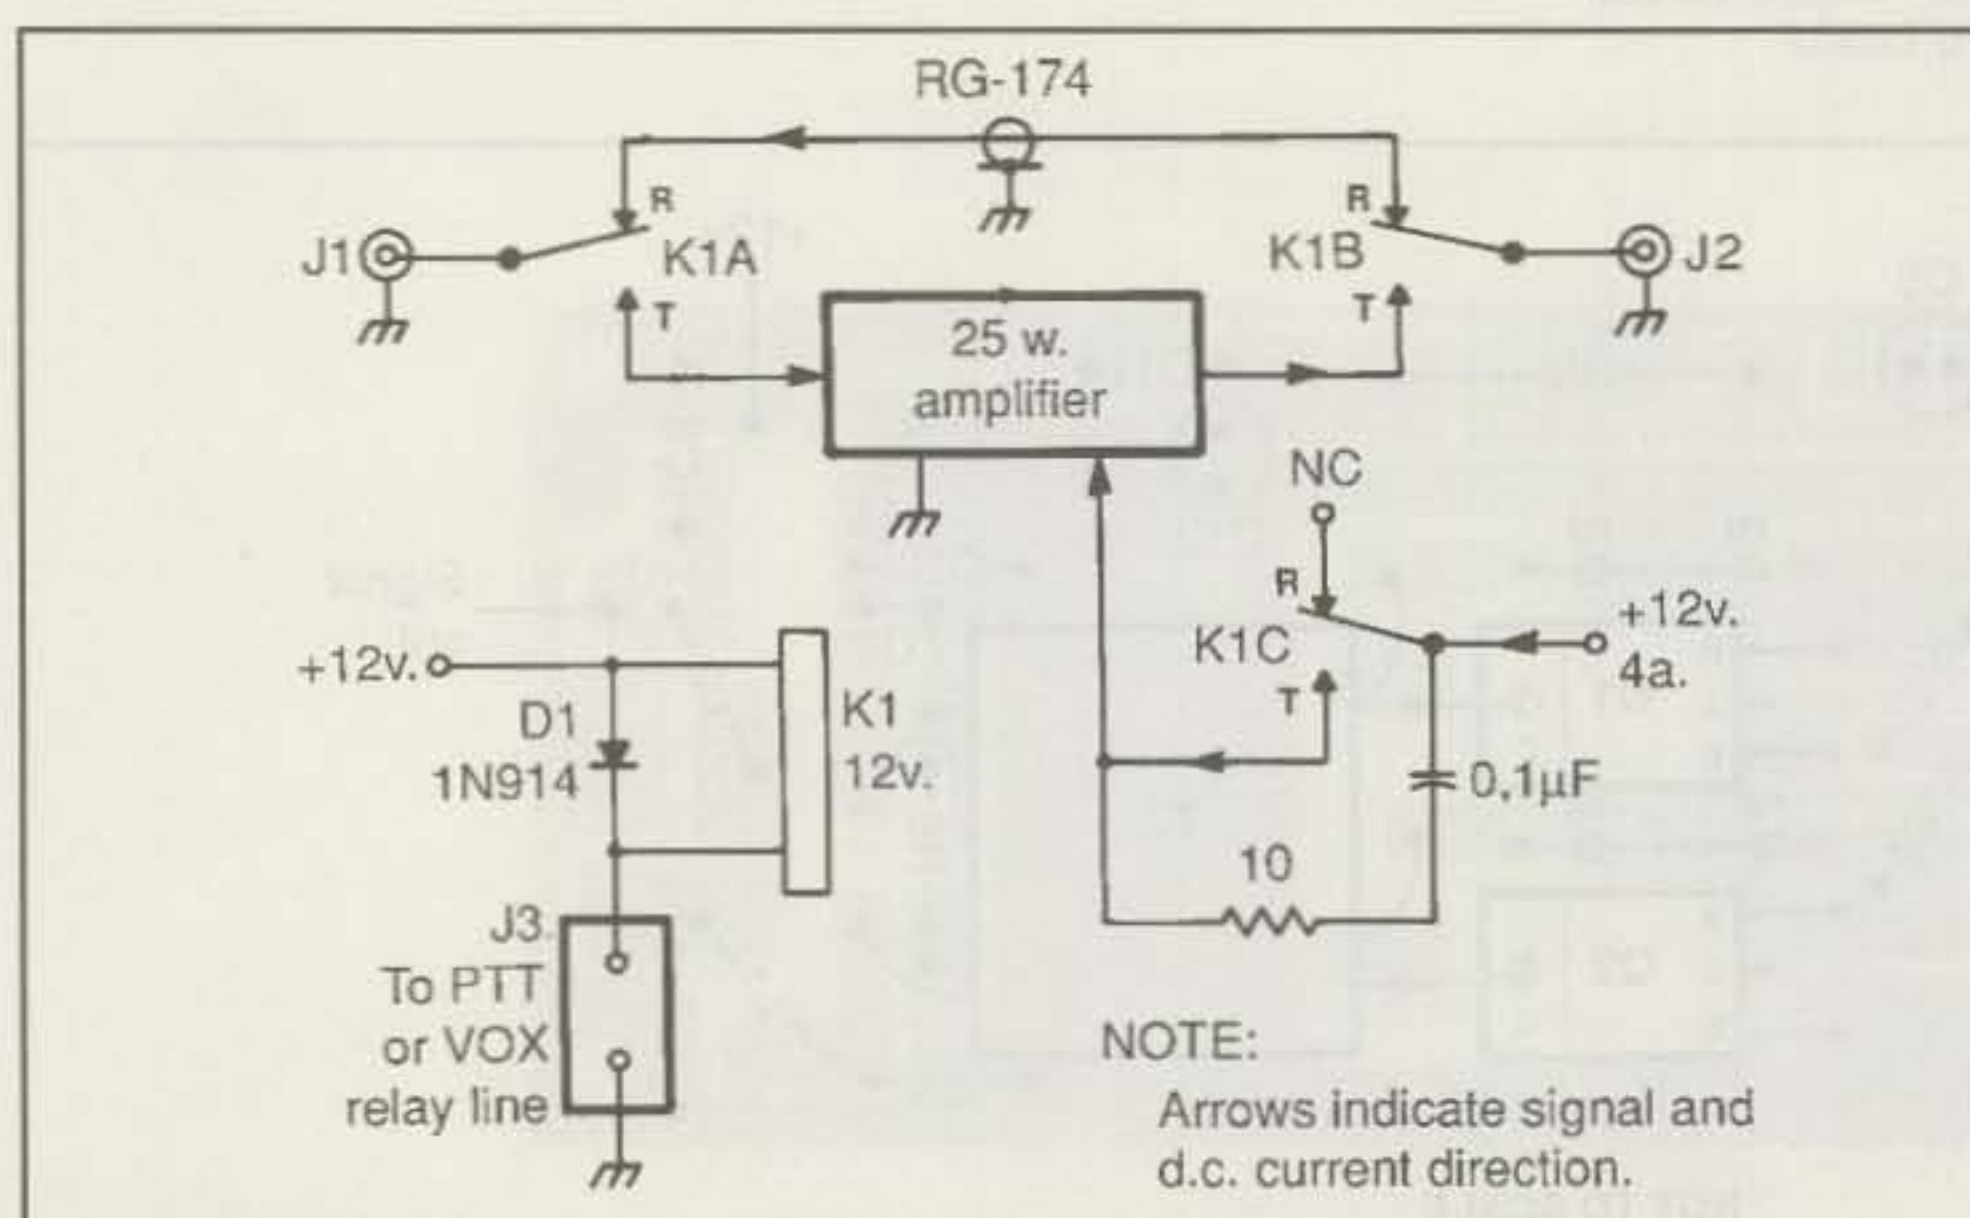 RG-174
R
R
J1
K1A
K1B
J2
T
T
25 w.
amplifier
NC
R
+12v.
K1C
4a.
+12v.
T
D1
K1
1N914
12v.
0.1µF
10
J3
To PTT
or VOX
relay line
NOTE:
Arrows indicate signal and
d.c. current direction.